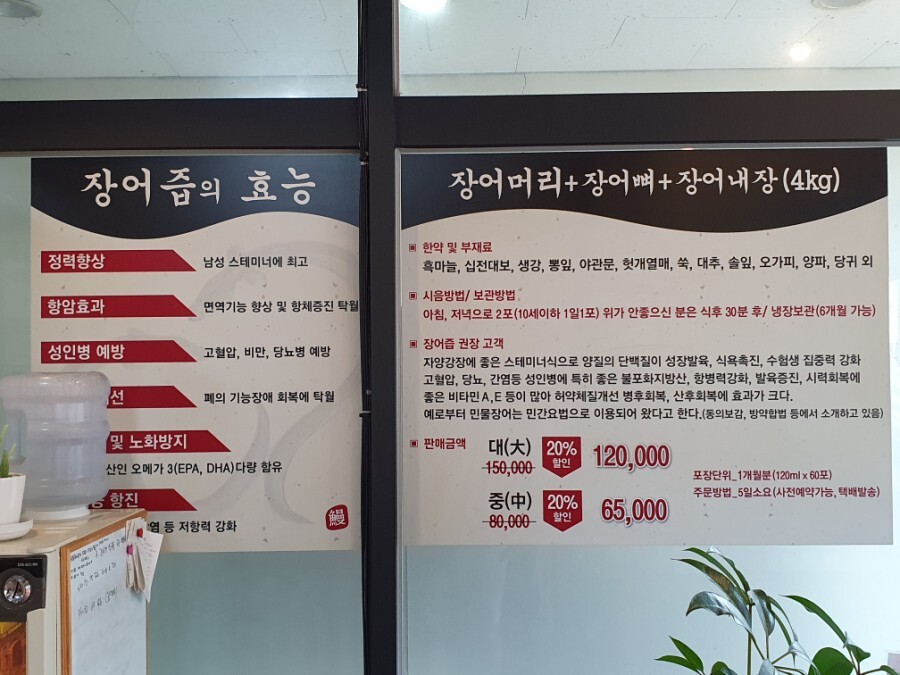 장어즙의 효능
정력향상
남성 스테미너에 최고
항암효과
면역기능 향상 및 항체증진 탁월
성인병 예방
고혈압, 비만, 당뇨병 예방
선
폐의 기능장애 회복에 탁월
및 노화방지
산인 오메가 3(EPA, DHA)다량 함유
항진
등 저항력 강화
鰻
장어머리+장어뼈+장어내장(4kg)
한약 및 부재료
흑마늘, 십전대보, 생강, 뽕잎, 야관문, 헛개열매, 쑥, 대추, 솔잎, 오가피, 양파, 당귀 외
시음방법/ 보관방법
아침, 저녁으로 2포(10세이하 1일1포) 위가 안좋으신 분은 식후 30분 후/ 냉장보관(6개월 가능)
장어즙 권장 고객
자양강장에 좋은 스테미너식으로 양질의 단백질이 성장발육, 식욕촉진, 수험생 집중력 강화
고혈압, 당뇨, 간염등 성인병에 특히 좋은 불포화지방산, 항병력강화, 발육증진, 시력회복에
좋은 비타민 A, E 등이 많아 허약체질개선 병후회복, 산후회복에 효과가 크다.
예로부터 민물장어는 민간요법으로 이용되어 왔다고 한다.(동의보감, 방약합법 등에서 소개하고 있음)
판매금액
대(大)
150,000
20%
할인
120,000
중(中)
80,000
20%
할인
65,000
포장단위_1개월분(120ml x 60포)
주문방법_5일소요(사전예약가능, 택배발송)